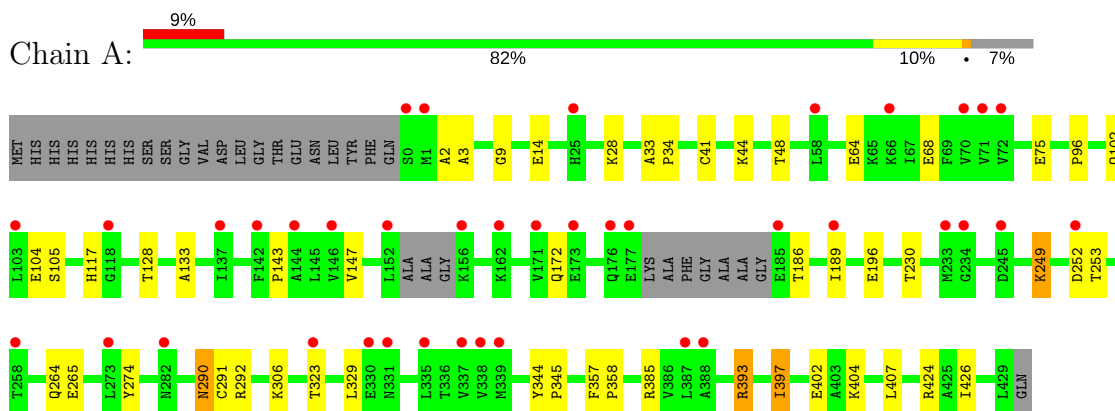 9%
Chain A:
82% 10% • 7%
MET HIS HIS HIS HIS HIS HIS SER SER GLY VAL ASP LEU GLY THR GLU ASN LEU TYR PHE GLN S0 M1 A2 A3 G9 E14 H25 K28 A33 P34 C41 K44 T48 L58 E64 K65 K66 I67 E68 F69 V70 V71 V72 E75 P96
L103 E104 S105 H117 G118 T128 A133 I137 F142 P143 A144 L145 V146 V147 L152 ALA ALA GLY K156 K162 V171 Q172 E173 Q176 E177 LYS ALA PHE GLY ALA ALA GLY E185 T186 I189 E196 T230 M233 G234 D245 K249 D252 T253
T258 Q264 E265 L273 Y274 N282 N290 C291 R292 K306 T323 L329 E330 N331 L335 T336 V337 V338 M339 Y344 P345 F357 P358 R385 V386 L387 A388 R393 I397 E402 A403 K404 L407 R424 A425 I426 L429 GLN